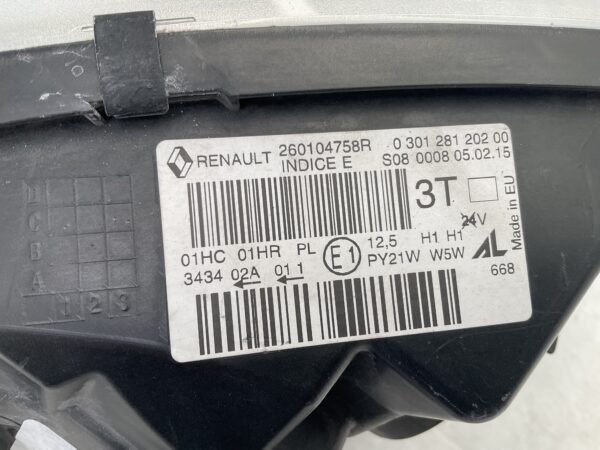 RENAULT 260104758R 0 301 281 202 00
INDICE E S08 0008 05.02.15
3T
24V
Made in EU
01HC 01HR PL E1 12,5 H1 H1
3434 02A 01 1 PY21W W5W AL
668
C
B
A
1 2 3